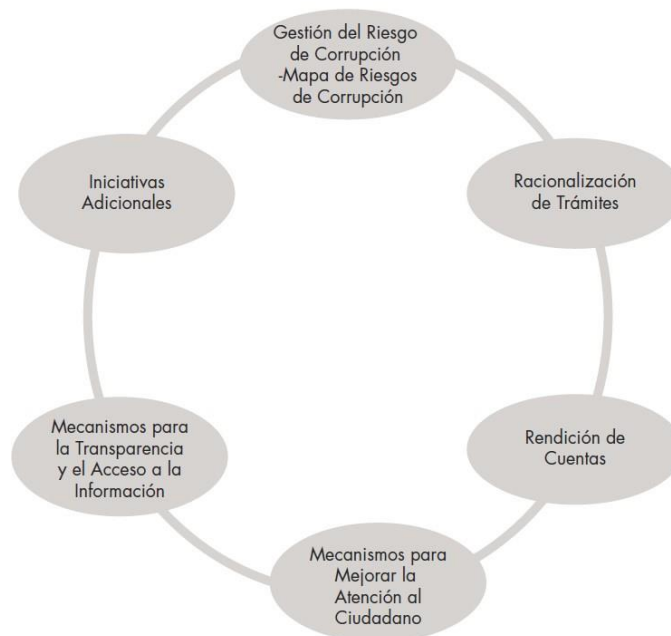 Gestión del Riesgo
de Corrupción
-Mapa de Riesgos
de Corrupción
Racionalización
de Trámites
Rendición de
Cuentas
Mecanismos para
Mejorar la
Atención al
Ciudadano
Mecanismos para
la Transparencia
y el Acceso a la
Información
Iniciativas
Adicionales